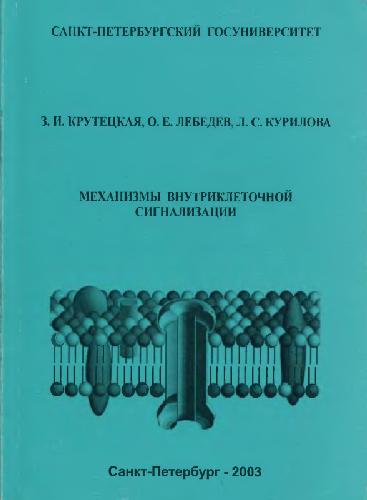 САНКТ-ПЕТЕРБУРГСКИЙ ГОСУНИВЕРСИТЕТ
З. И. КРУТЕЦКАЯ, О. Е. ЛЕБЕДЕВ, Л. С. КУРИЛОВА
МЕХАНИЗМЫ ВНУТРИКЛЕТОЧНОЙ
СИГНАЛИЗАЦИИ
Санкт-Петербург - 2003